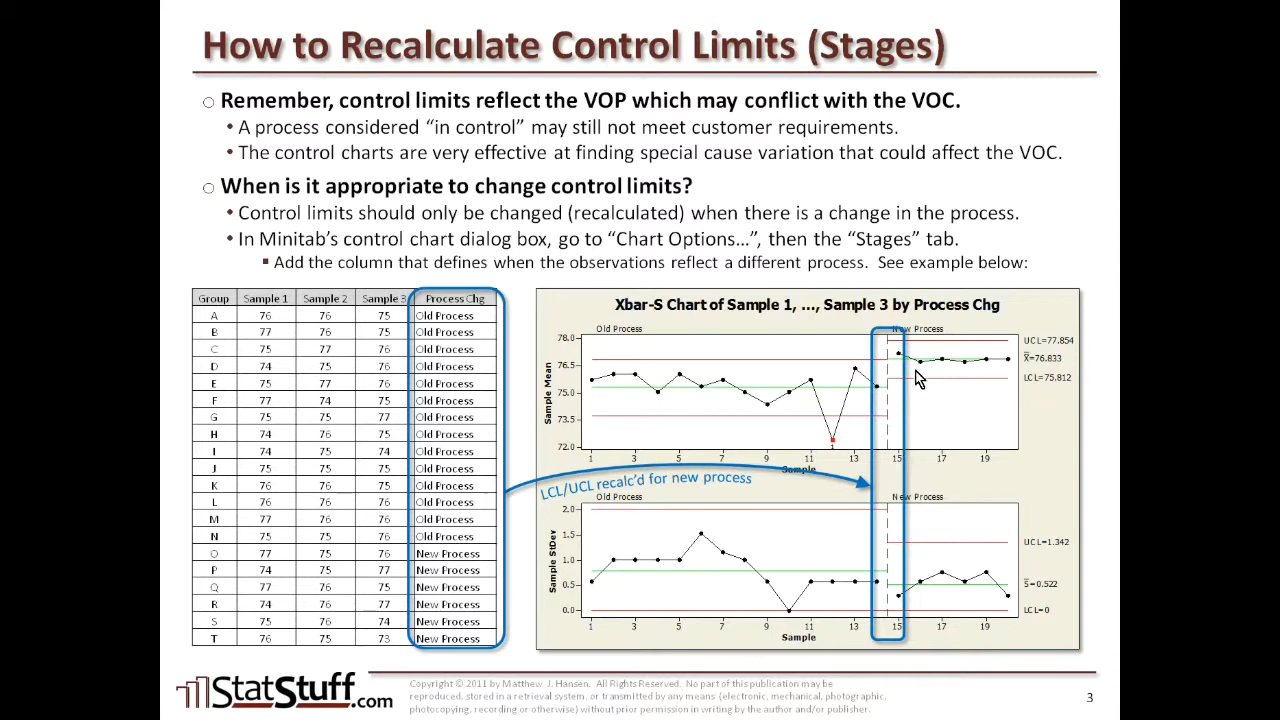 How to Recalculate Control Limits (Stages)
Remember, control limits reflect the VOP which may conflict with the VOC.
A process considered “in control” may still not meet customer requirements.
The control charts are very effective at finding special cause variation that could affect the VOC.
When is it appropriate to change control limits?
Control limits should only be changed (recalculated) when there is a change in the process.
In Minitab’s control chart dialog box, go to “Chart Options…”, then the “Stages” tab.
Add the column that defines when the observations reflect a different process. See example below:
Group Sample 1 Sample 2 Sample 3 Process Chg
A 76 76 75 Old Process
B 77 76 75 Old Process
C 75 77 76 Old Process
D 74 75 76 Old Process
E 75 77 76 Old Process
F 77 74 75 Old Process
G 75 75 77 Old Process
H 74 76 75 Old Process
I 74 75 74 Old Process
J 75 75 75 Old Process
K 76 75 75 Old Process
L 76 76 76 Old Process
M 77 76 76 Old Process
N 75 75 76 Old Process
O 77 75 76 New Process
P 74 75 77 New Process
Q 77 76 75 New Process
R 74 76 77 New Process
S 75 76 74 New Process
T 76 75 73 New Process
Xbar-S Chart of Sample 1, ..., Sample 3 by Process Chg
Old Process New Process
78.0
76.5
75.0
73.5
72.0
Sample Mean
UCL=77.854
X=76.833
LCL=75.812
1
1 3 5 7 9 11 13 15 17 19
Sample
LCL/UCL recalc’d for new process
Old Process New Process
2.0
1.5
1.0
0.5
0.0
Sample StDev
UCL=1.342
S=0.522
LCL=0
1 3 5 7 9 11 13 15 17 19
Sample
StatStuff.com
Copyright © 2011 by Matthew J. Hansen. All Rights Reserved. No part of this publication may be
reproduced, stored in a retrieval system, or transmitted by any means (electronic, mechanical, photographic,
photocopying, recording or otherwise) without prior permission in writing by the author and/or publisher.
3